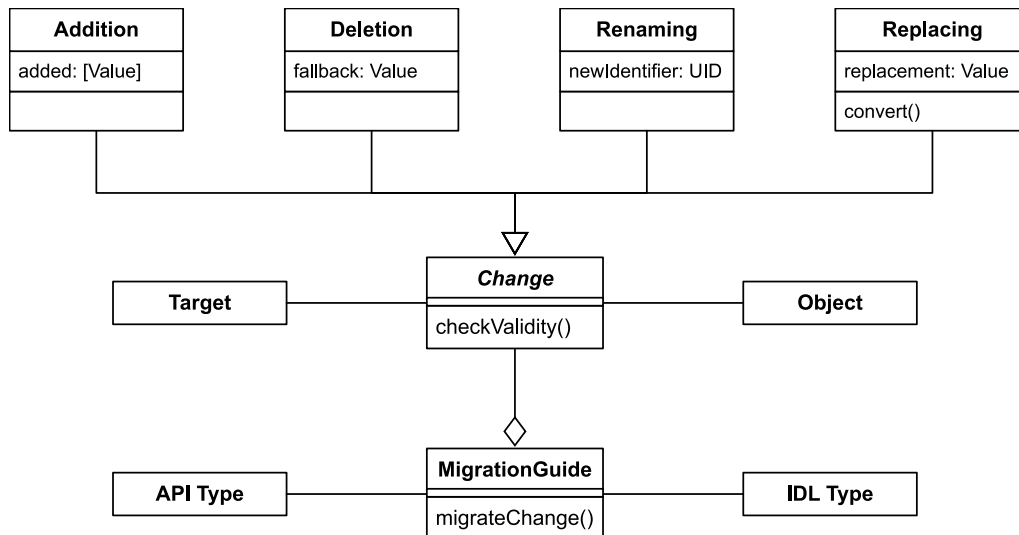 Addition
added: [Value]
Deletion
fallback: Value
Renaming
newIdentifier: UID
Replacing
replacement: Value
convert()
Change
checkValidity()
Target
Object
MigrationGuide
migrateChange()
API Type
IDL Type